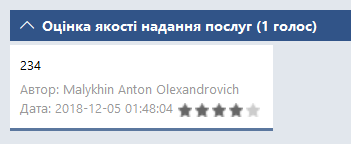 Оцінка якості надання послуг (1 голос)
234
Автор: Malykhin Anton Olexandrovich
Дата: 2018-12-05 01:48:04